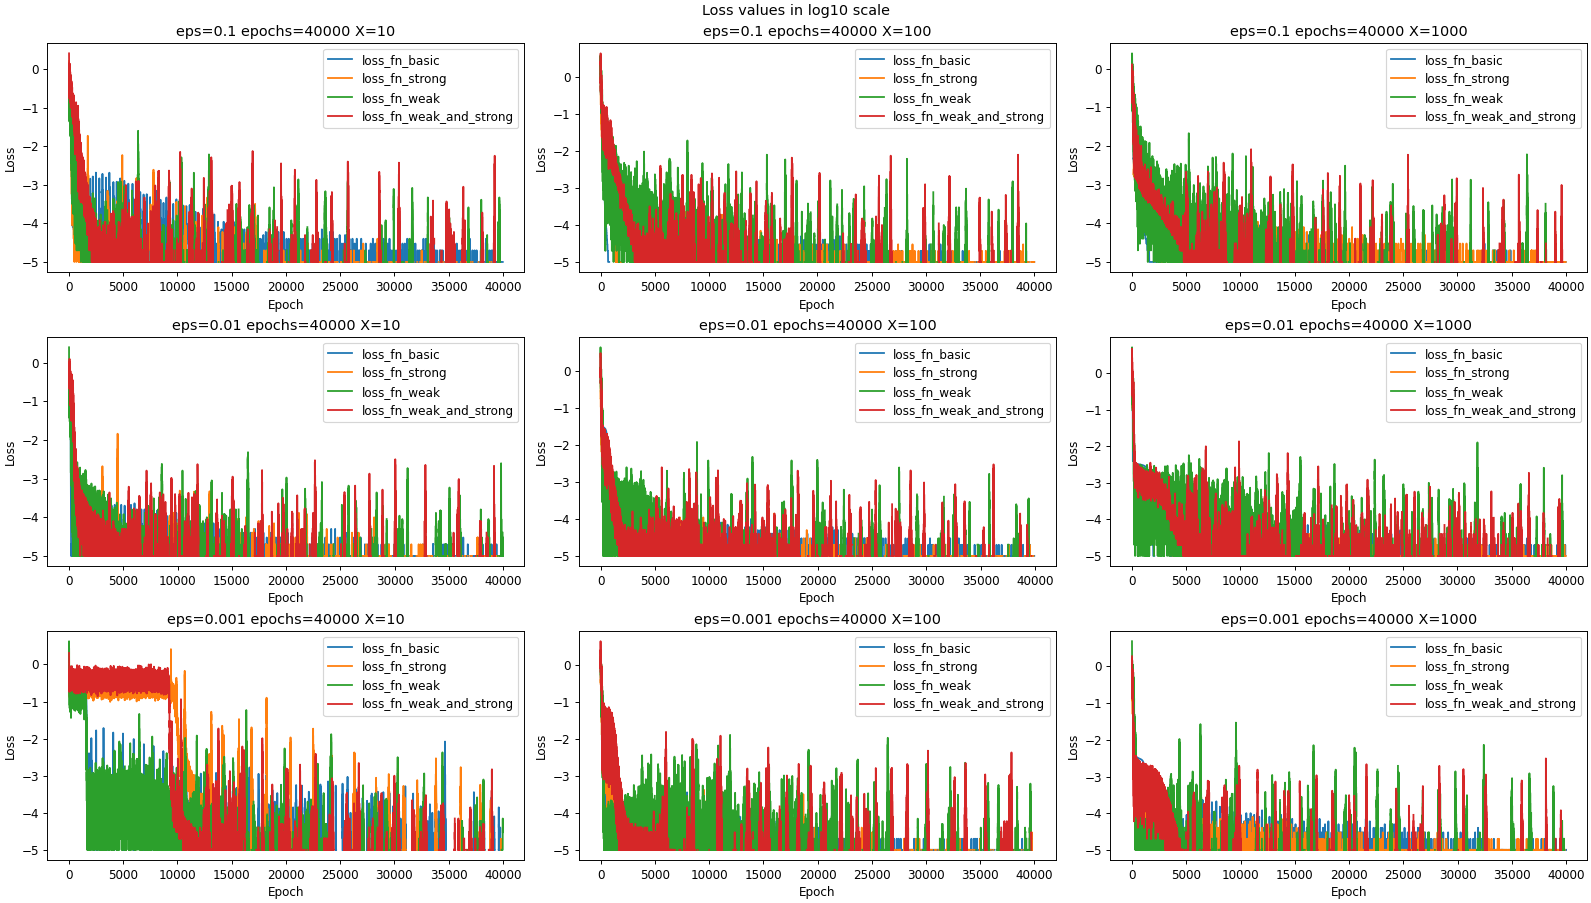 Loss values in log10 scale
eps=0.1 epochs=40000 X=10
loss_fn_basic
loss_fn_strong
loss_fn_weak
loss_fn_weak_and_strong
Loss
0
−1
−2
−3
−4
−5
0 5000 10000 15000 20000 25000 30000 35000 40000
Epoch
eps=0.1 epochs=40000 X=100
loss_fn_basic
loss_fn_strong
loss_fn_weak
loss_fn_weak_and_strong
Loss
0
−1
−2
−3
−4
−5
0 5000 10000 15000 20000 25000 30000 35000 40000
Epoch
eps=0.1 epochs=40000 X=1000
loss_fn_basic
loss_fn_strong
loss_fn_weak
loss_fn_weak_and_strong
Loss
0
−1
−2
−3
−4
−5
0 5000 10000 15000 20000 25000 30000 35000 40000
Epoch
eps=0.01 epochs=40000 X=10
loss_fn_basic
loss_fn_strong
loss_fn_weak
loss_fn_weak_and_strong
Loss
0
−1
−2
−3
−4
−5
0 5000 10000 15000 20000 25000 30000 35000 40000
Epoch
eps=0.01 epochs=40000 X=100
loss_fn_basic
loss_fn_strong
loss_fn_weak
loss_fn_weak_and_strong
Loss
0
−1
−2
−3
−4
−5
0 5000 10000 15000 20000 25000 30000 35000 40000
Epoch
eps=0.01 epochs=40000 X=1000
loss_fn_basic
loss_fn_strong
loss_fn_weak
loss_fn_weak_and_strong
Loss
0
−1
−2
−3
−4
−5
0 5000 10000 15000 20000 25000 30000 35000 40000
Epoch
eps=0.001 epochs=40000 X=10
loss_fn_basic
loss_fn_strong
loss_fn_weak
loss_fn_weak_and_strong
Loss
0
−1
−2
−3
−4
−5
0 5000 10000 15000 20000 25000 30000 35000 40000
Epoch
eps=0.001 epochs=40000 X=100
loss_fn_basic
loss_fn_strong
loss_fn_weak
loss_fn_weak_and_strong
Loss
0
−1
−2
−3
−4
−5
0 5000 10000 15000 20000 25000 30000 35000 40000
Epoch
eps=0.001 epochs=40000 X=1000
loss_fn_basic
loss_fn_strong
loss_fn_weak
loss_fn_weak_and_strong
Loss
0
−1
−2
−3
−4
−5
0 5000 10000 15000 20000 25000 30000 35000 40000
Epoch